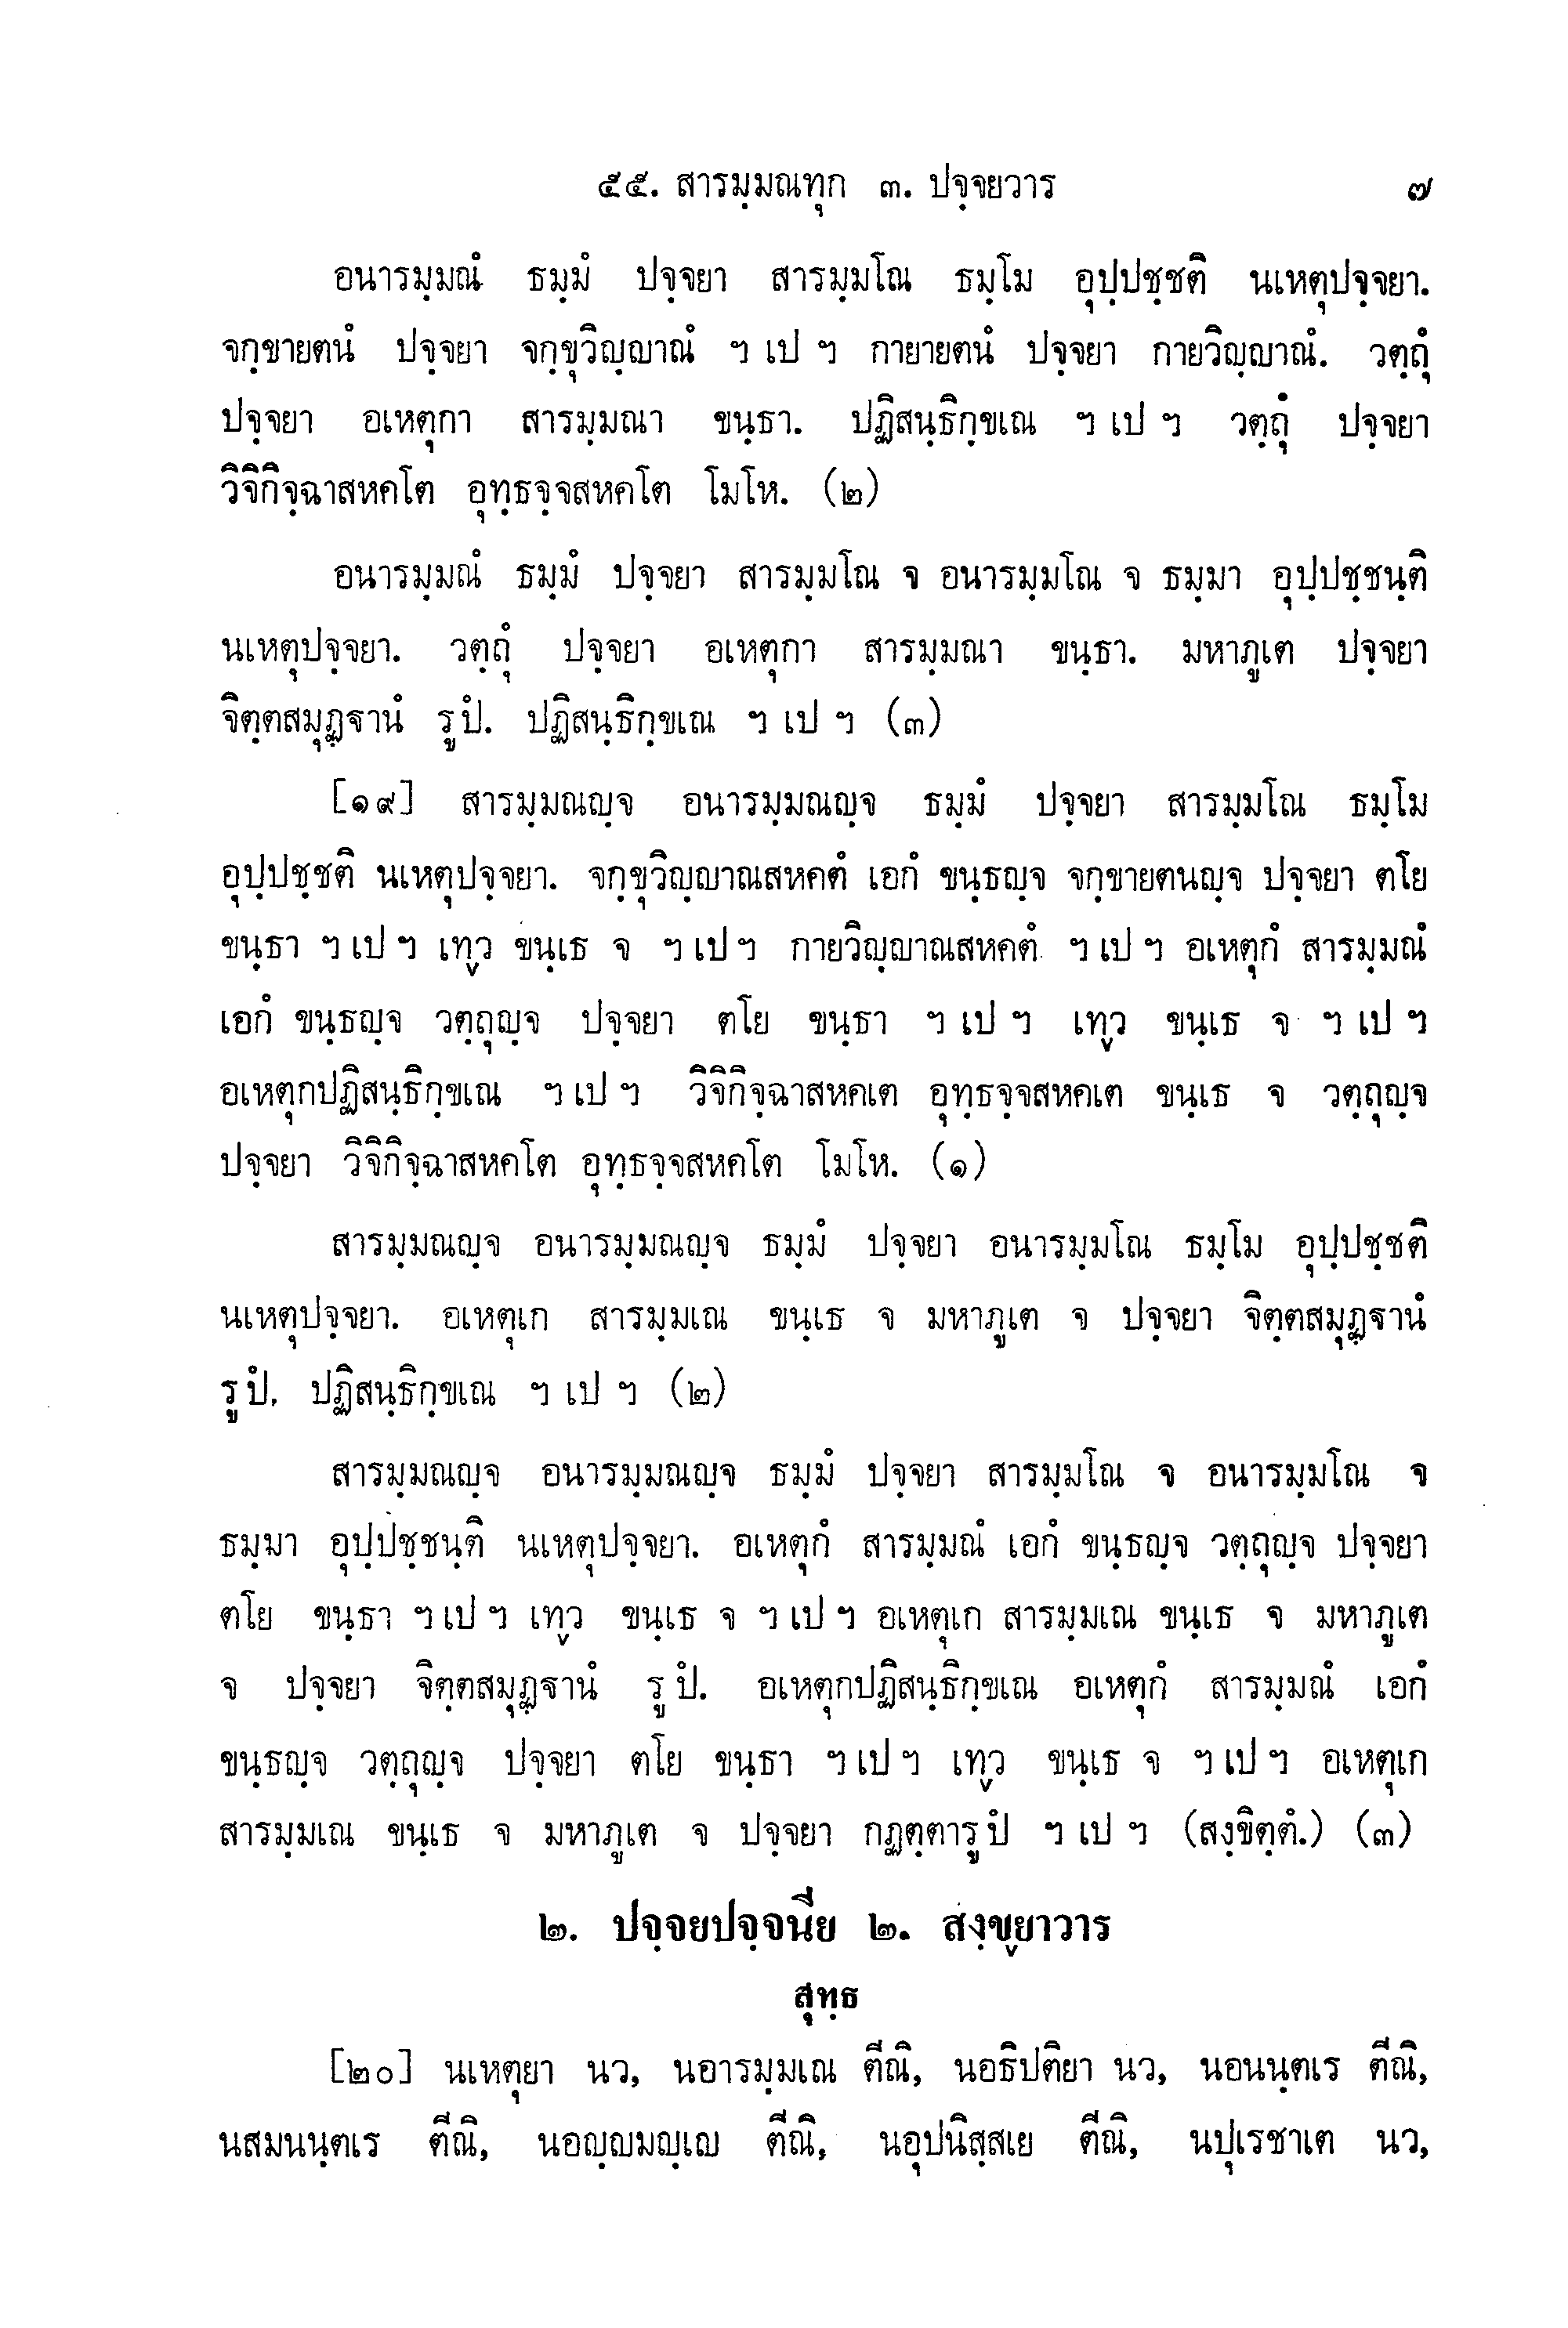 ๕๕. สารมฺมณทุก ๓. ปจฺจยวาร ๗
อนารมฺมณํ ธมฺมํ ปจฺจยา สารมฺมโณ ธมฺโม อุปฺปชฺชติ นเหตุปจฺจยา.
จกฺขายตนํ ปจฺจยา จกฺขุวิญฺญาณํ ฯ เป ฯ กายายตนํ ปจฺจยา กายวิญฺญาณํ. วตฺถุํ
ปจฺจยา อเหตุกา สารมฺมณา ขนฺธา. ปฏิสนฺธิกฺขเณ ฯ เป ฯ วตฺถุํ ปจฺจยา
วิจิกิจฺฉาสหคโต อุทฺธจฺจสหคโต โมโห. (๒)
อนารมฺมณํ ธมฺมํ ปจฺจยา สารมฺมโณ จ อนารมฺมโณ จ ธมฺมา อุปฺปชฺชนฺติ
นเหตุปจฺจยา. วตฺถุํ ปจฺจยา อเหตุกา สารมฺมณา ขนฺธา. มหาภูเต ปจฺจยา
จิตฺตสมุฏฺฐานํ รูปํ. ปฏิสนฺธิกฺขเณ ฯ เป ฯ (๓)
[๑๙] สารมฺมณญฺจ อนารมฺมณญฺจ ธมฺมํ ปจฺจยา สารมฺมโณ ธมฺโม
อุปฺปชฺชติ นเหตุปจฺจยา. จกฺขุวิญฺญาณสหคตํ เอกํ ขนฺธญฺจ จกฺขายตนญฺจ ปจฺจยา ตโย
ขนฺธา ฯ เป ฯ เทฺว ขนฺเธ จ ฯ เป ฯ กายวิญฺญาณสหคตํ ฯ เป ฯ อเหตุกํ สารมฺมณํ
เอกํ ขนฺธญฺจ วตฺถุญฺจ ปจฺจยา ตโย ขนฺธา ฯ เป ฯ เทฺว ขนฺเธ จ ฯ เป ฯ
อเหตุกปฏิสนฺธิกฺขเณ ฯ เป ฯ วิจิกิจฺฉาสหคเต อุทฺธจฺจสหคเต ขนฺเธ จ วตฺถุญฺจ
ปจฺจยา วิจิกิจฺฉาสหคโต อุทฺธจฺจสหคโต โมโห. (๑)
สารมฺมณญฺจ อนารมฺมณญฺจ ธมฺมํ ปจฺจยา อนารมฺมโณ ธมฺโม อุปฺปชฺชติ
นเหตุปจฺจยา. อเหตุเก สารมฺมเณ ขนฺเธ จ มหาภูเต จ ปจฺจยา จิตฺตสมุฏฺฐานํ
รูปํ. ปฏิสนฺธิกฺขเณ ฯ เป ฯ (๒)
สารมฺมณญฺจ อนารมฺมณญฺจ ธมฺมํ ปจฺจยา สารมฺมโณ จ อนารมฺมโณ จ
ธมฺมา อุปฺปชฺชนฺติ นเหตุปจฺจยา. อเหตุกํ สารมฺมณํ เอกํ ขนฺธญฺจ วตฺถุญฺจ ปจฺจยา
ตโย ขนฺธา ฯ เป ฯ เทฺว ขนฺเธ จ ฯ เป ฯ อเหตุเก สารมฺมเณ ขนฺเธ จ มหาภูเต
จ ปจฺจยา จิตฺตสมุฏฺฐานํ รูปํ. อเหตุกปฏิสนฺธิกฺขเณ อเหตุกํ สารมฺมณํ เอกํ
ขนฺธญฺจ วตฺถุญฺจ ปจฺจยา ตโย ขนฺธา ฯ เป ฯ เทฺว ขนฺเธ จ ฯ เป ฯ อเหตุเก
สารมฺมเณ ขนฺเธ จ มหาภูเต จ ปจฺจยา กฏตฺตารูปํ ฯ เป ฯ (สงฺขิตฺตํ.) (๓)
๒. ปจฺจยปจฺจนีย ๒. สงฺขฺยาวาร
สุทฺธ
[๒๐] นเหตุยา นว, นอารมฺมเณ ตีณิ, นอธิปติยา นว, นอนนฺตเร ตีณิ,
นสมนนฺตเร ตีณิ, นอญฺญมญฺเญ ตีณิ, นอุปนิสฺสเย ตีณิ, นปุเรชาเต นว,